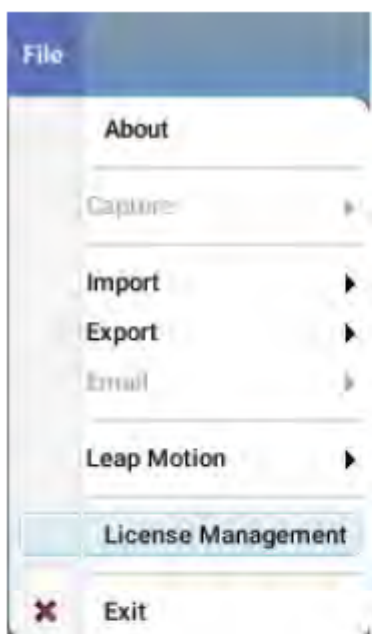 File
About
Capture
Import
Export
Email
Leap Motion
License Management
Exit